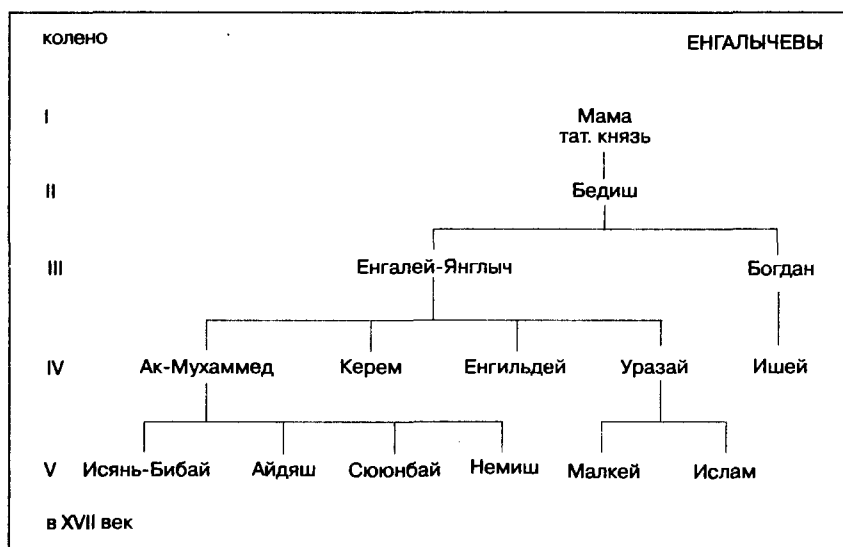 колено ЕНГАЛЫЧЕВЫ
I Мама
тат. князь
II Бедиш
III Енгалей-Янглыч Богдан
IV Ак-Мухаммед Керем Енгильдей Уразай Ишей
V Исянь-Бибай Айдяш Сююнбай Немиш Малкей Ислам
в XVII век